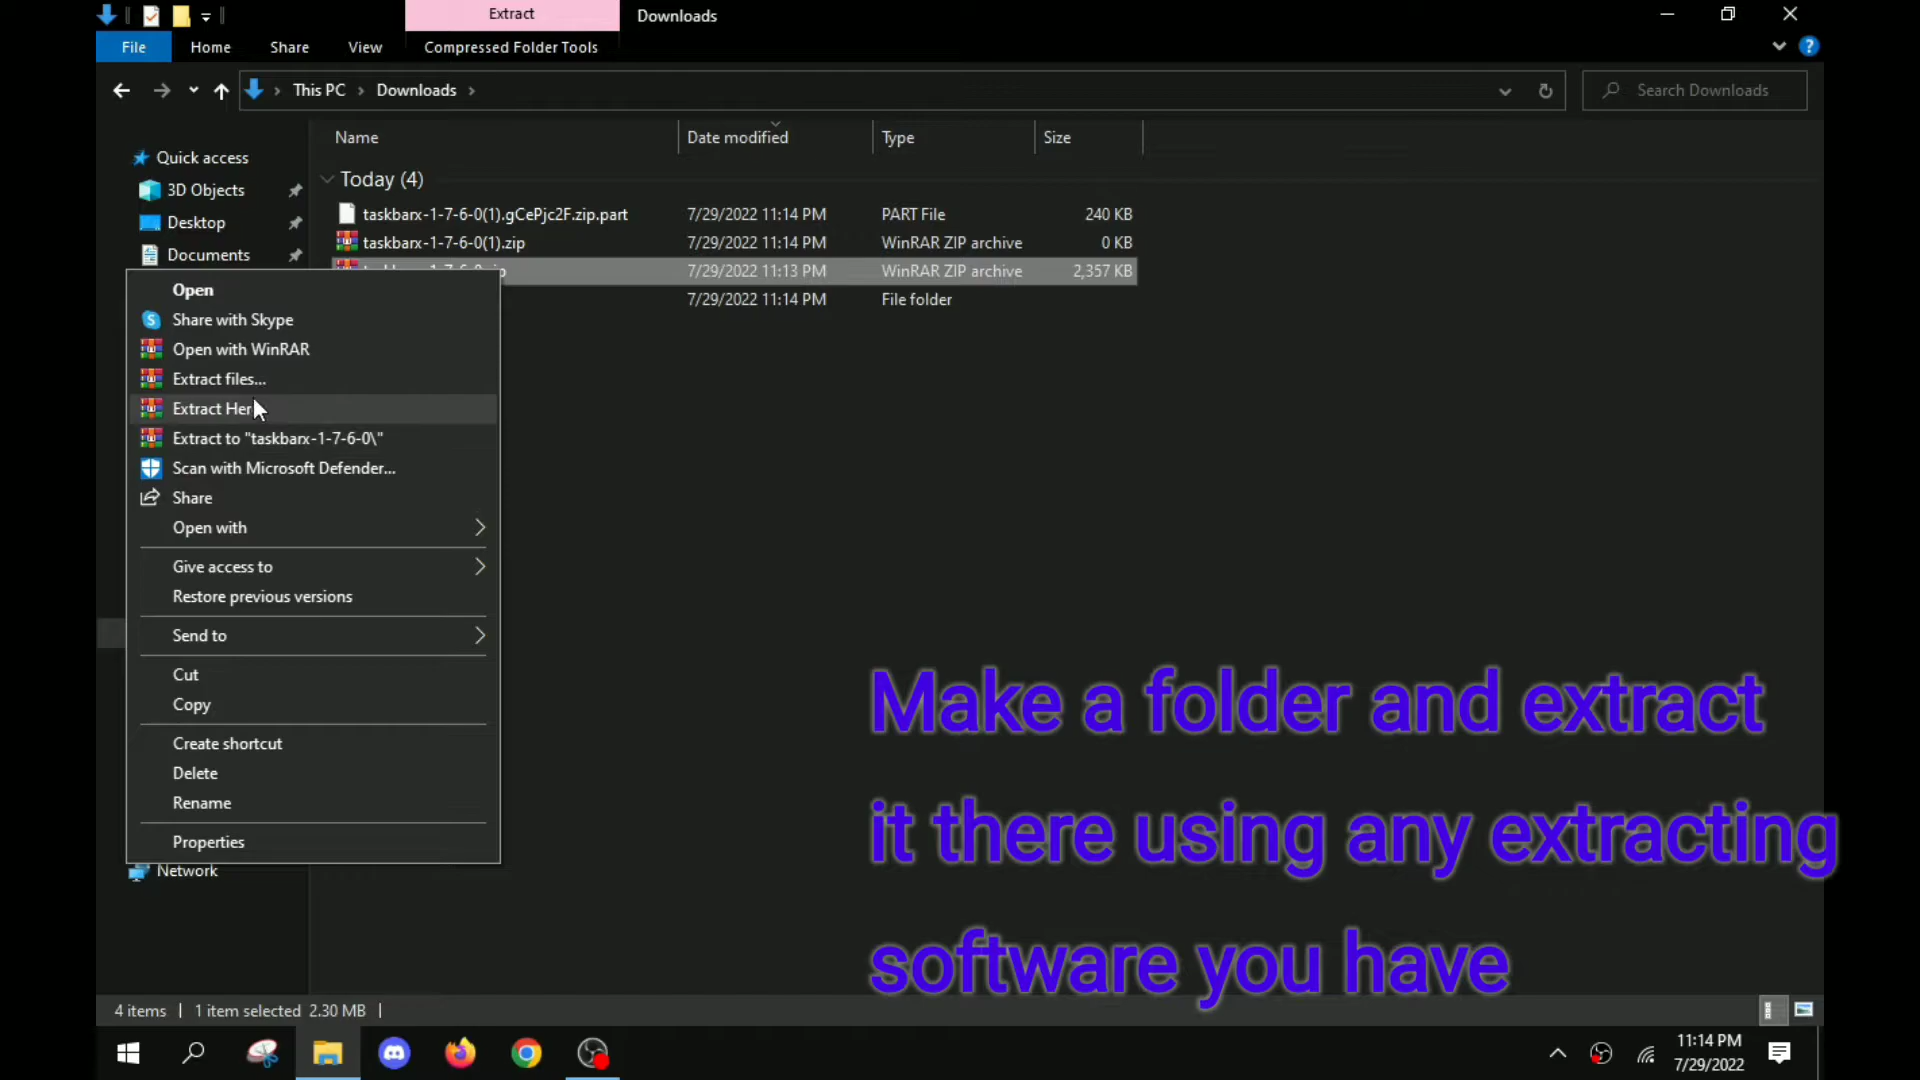 Extract
Downloads
File Home Share View Compressed Folder Tools
This PC Downloads
Search Downloads
Name Date modified Type Size
Quick access
3D Objects
Desktop
Documents
Today (4)
taskbarx-1-7-6-0(1).gCePjc2F.zip.part 7/29/2022 11:14 PM PART File 240 KB
taskbarx-1-7-6-0(1).zip 7/29/2022 11:14 PM WinRAR ZIP archive 0 KB
7/29/2022 11:13 PM WinRAR ZIP archive 2,357 KB
7/29/2022 11:14 PM File folder
Open
Share with Skype
Open with WinRAR
Extract files...
Extract Her
Extract to "taskbarx-1-7-6-0\"
Scan with Microsoft Defender...
Share
Open with
Give access to
Restore previous versions
Send to
Cut
Copy
Create shortcut
Delete
Rename
Properties
Network
Make a folder and extract
it there using any extracting
software you have
4 items 1 item selected 2.30 MB
11:14 PM
7/29/2022